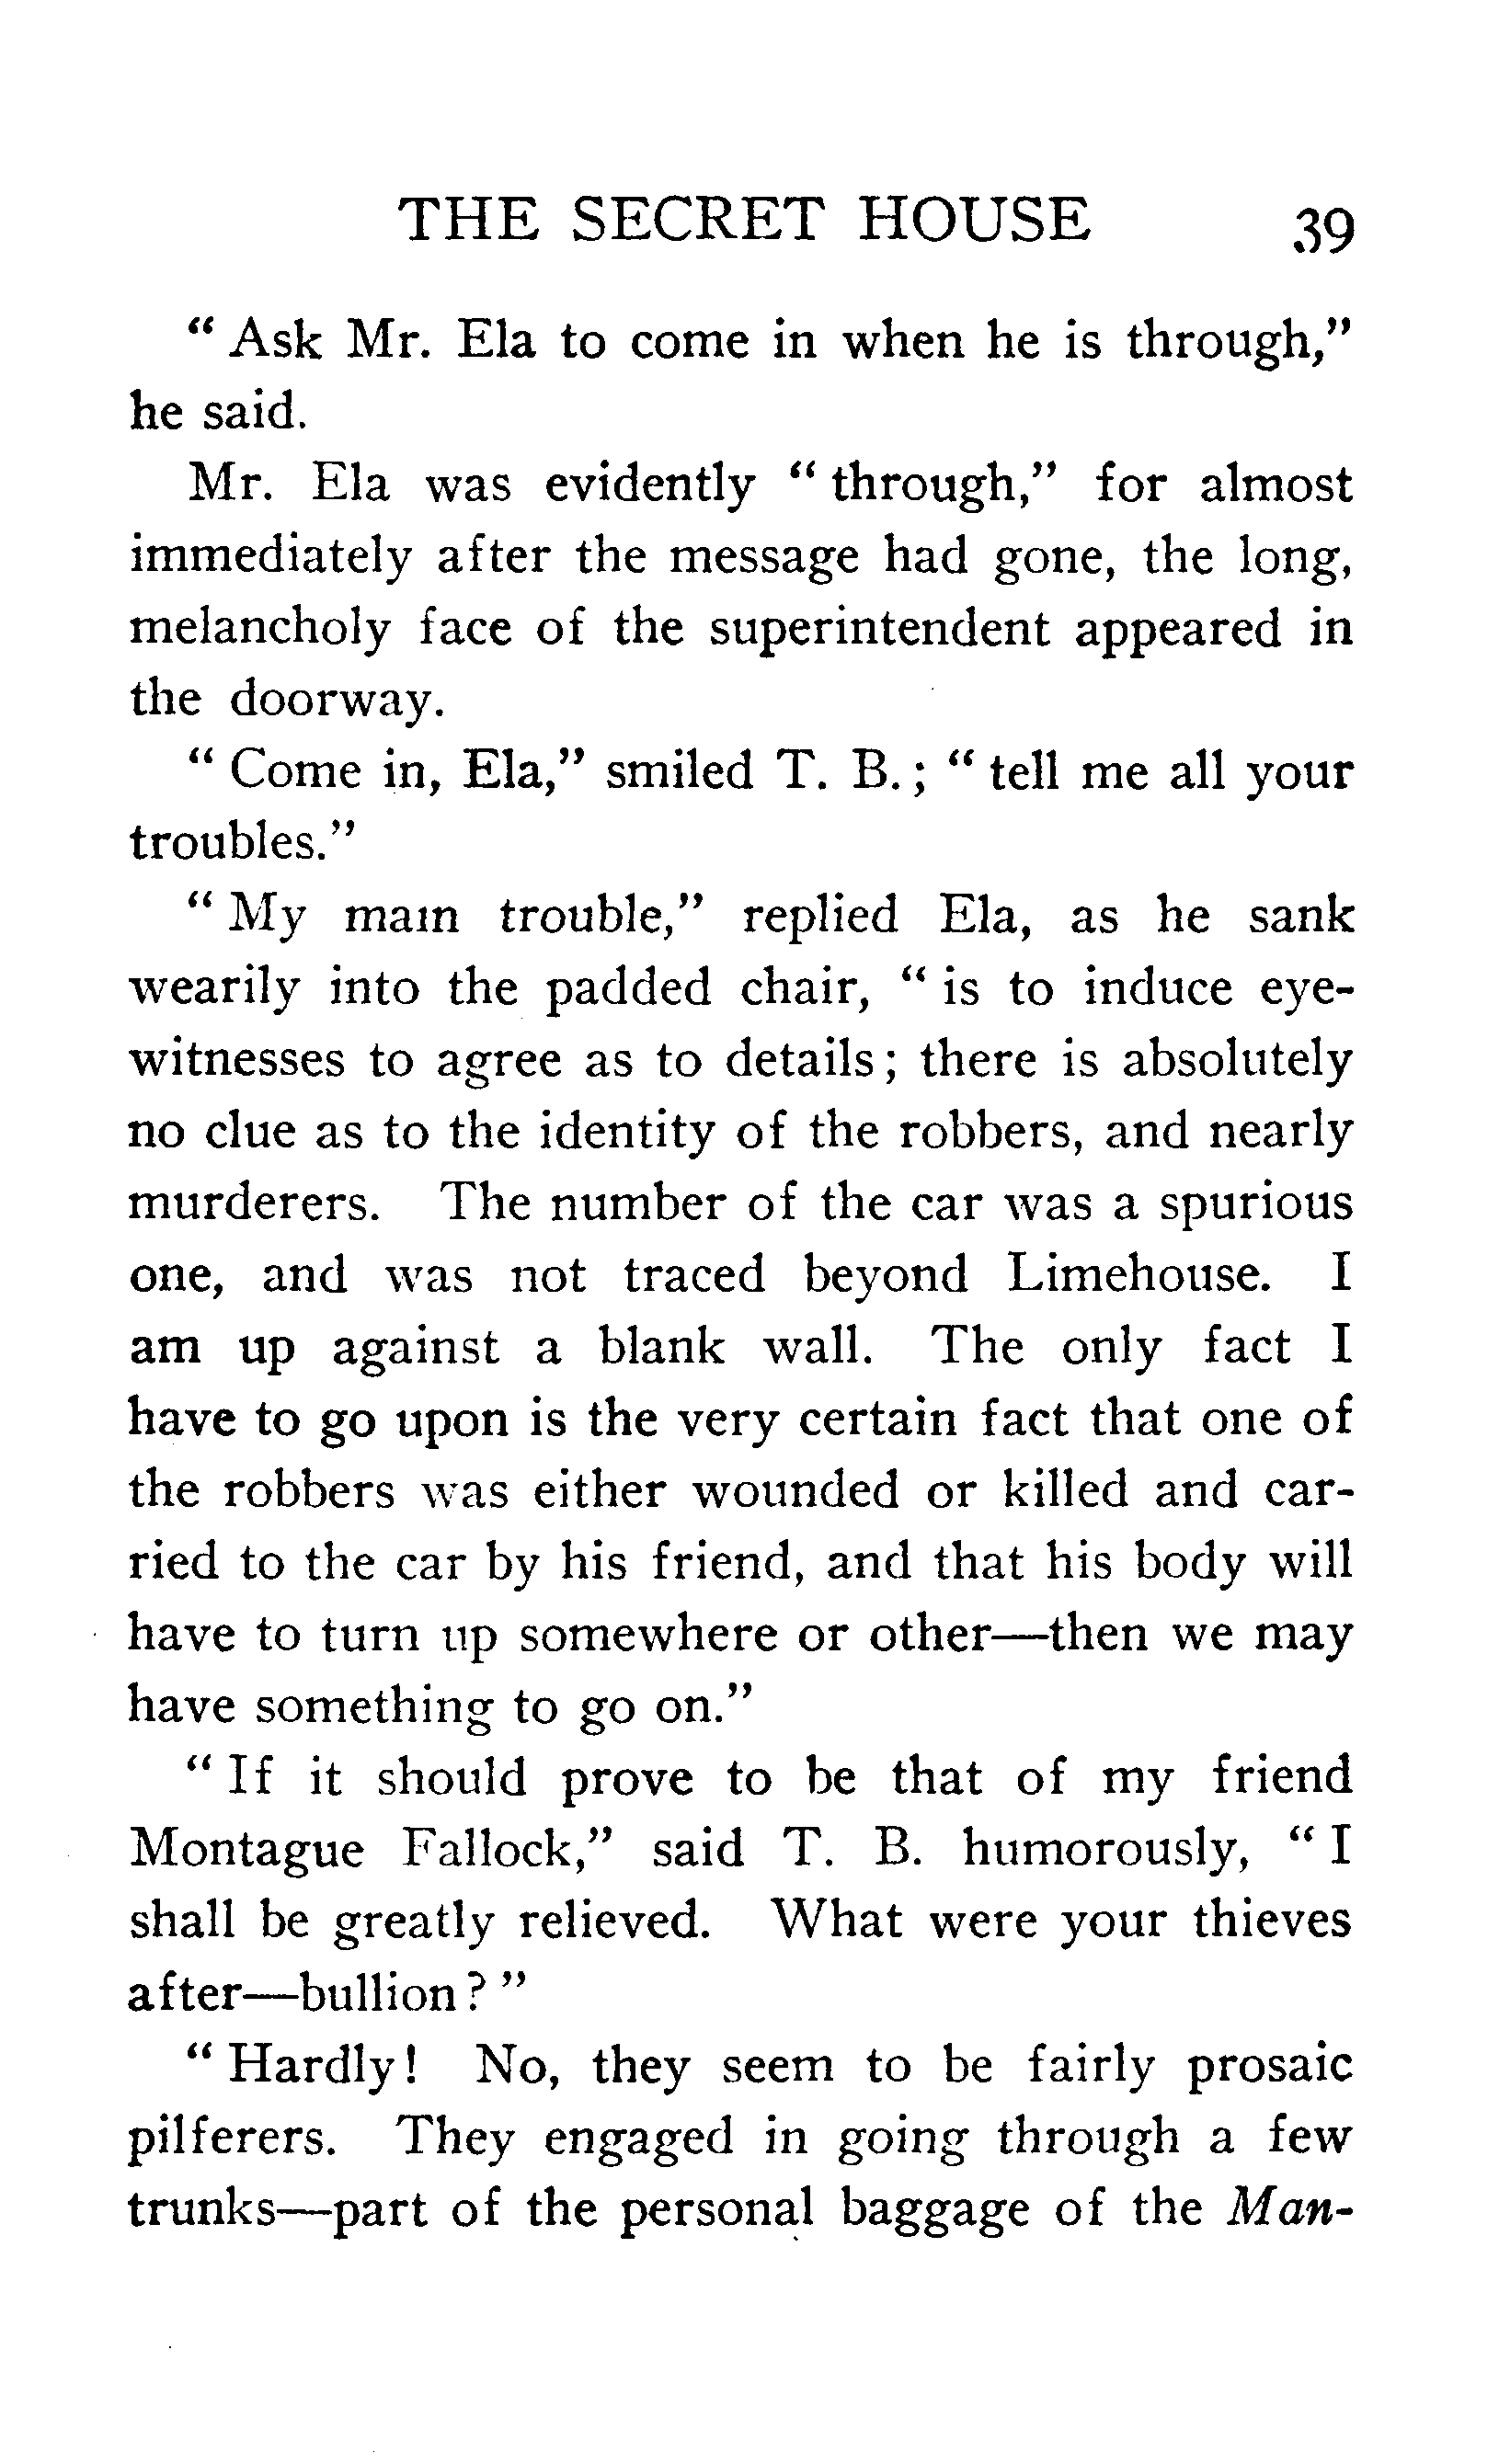 THE SECRET HOUSE 39
" Ask Mr. Ela to come in when he is through,"
he said.
Mr. Ela was evidently " through," for almost
immediately after the message had gone, the long,
melancholy face of the superintendent appeared in
the doorway.
" Come in, Ela," smiled T. B.; " tell me all your
troubles."
" My main trouble," replied Ela, as he sank
wearily into the padded chair, " is to induce eye-
witnesses to agree as to details; there is absolutely
no clue as to the identity of the robbers, and nearly
murderers. The number of the car was a spurious
one, and was not traced beyond Limehouse. I
am up against a blank wall. The only fact I
have to go upon is the very certain fact that one of
the robbers was either wounded or killed and car-
ried to the car by his friend, and that his body will
have to turn up somewhere or other—then we may
have something to go on."
" If it should prove to be that of my friend
Montague Fallock," said T. B. humorously, " I
shall be greatly relieved. What were your thieves
after—bullion? "
" Hardly! No, they seem to be fairly prosaic
pilferers. They engaged in going through a few
trunks—part of the personal baggage of the Man-